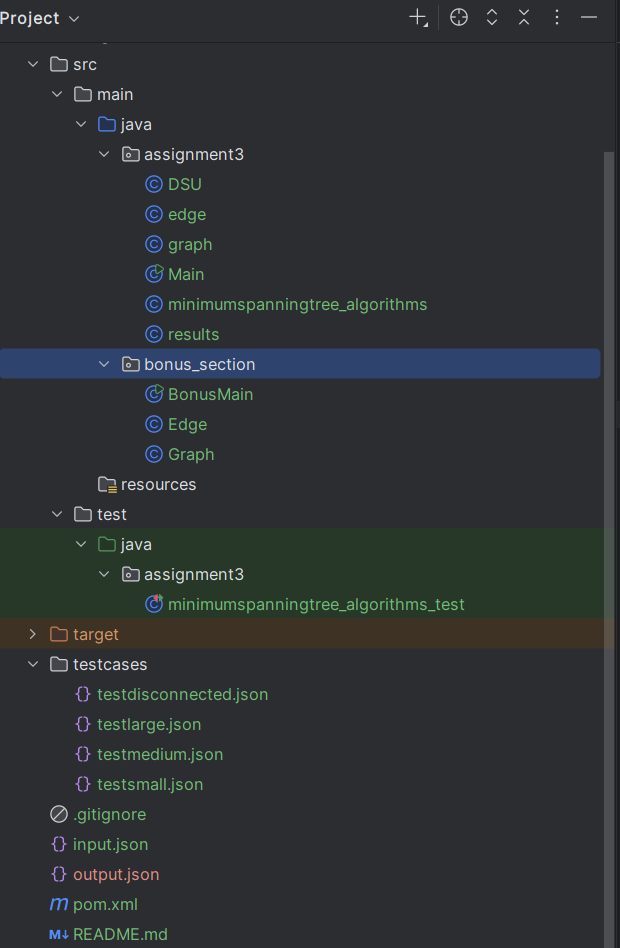 Project
src
main
java
assignment3
DSU
edge
graph
Main
minimumspanningtree_algorithms
results
bonus_section
BonusMain
Edge
Graph
resources
test
java
assignment3
minimumspanningtree_algorithms_test
target
testcases
testdisconnected.json
testlarge.json
testmedium.json
testsmall.json
.gitignore
input.json
output.json
pom.xml
README.md